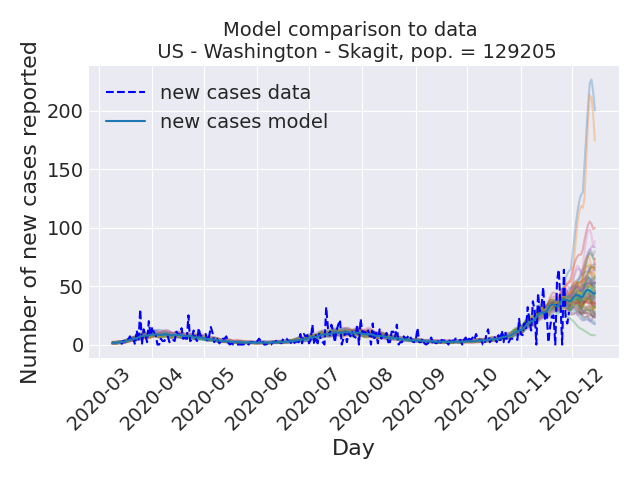 Model comparison to data
US - Washington - Skagit, pop. = 129205
Number of new cases reported
200
150
100
50
0
new cases data
new cases model
2020-03
2020-04
2020-05
2020-06
2020-07
2020-08
2020-09
2020-10
2020-11
2020-12
Day